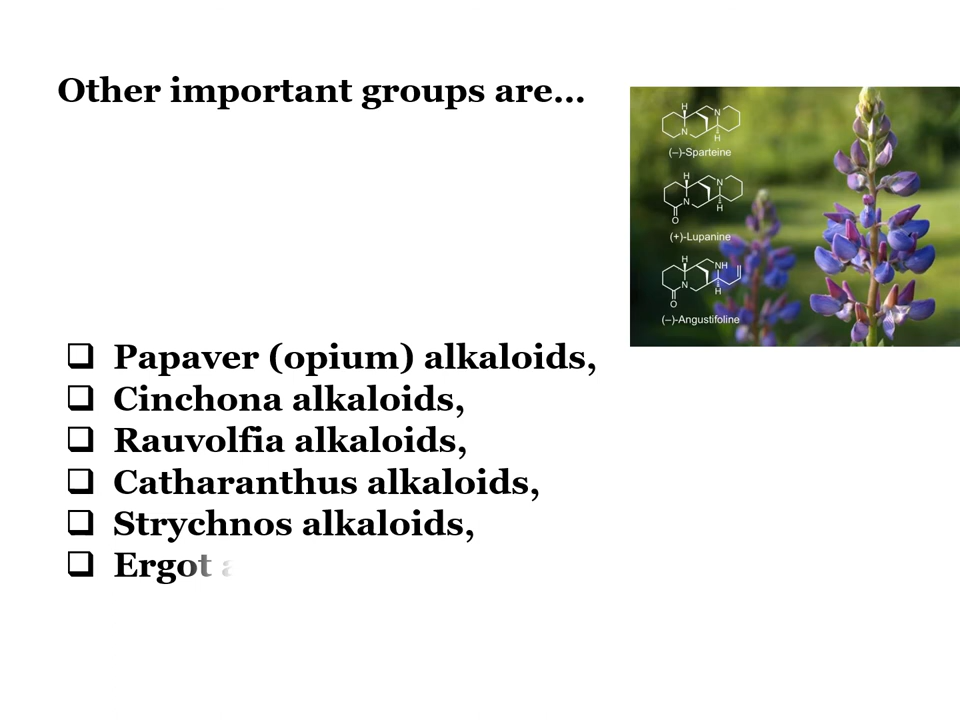 Other important groups are...
H
N
N
H
(–)-Sparteine
H
N
N
H
O
(+)-Lupanine
H
NH
N
H
O
(–)-Angustifoline
Papaver (opium) alkaloids,
Cinchona alkaloids,
Rauvolfia alkaloids,
Catharanthus alkaloids,
Strychnos alkaloids,
Ergot a